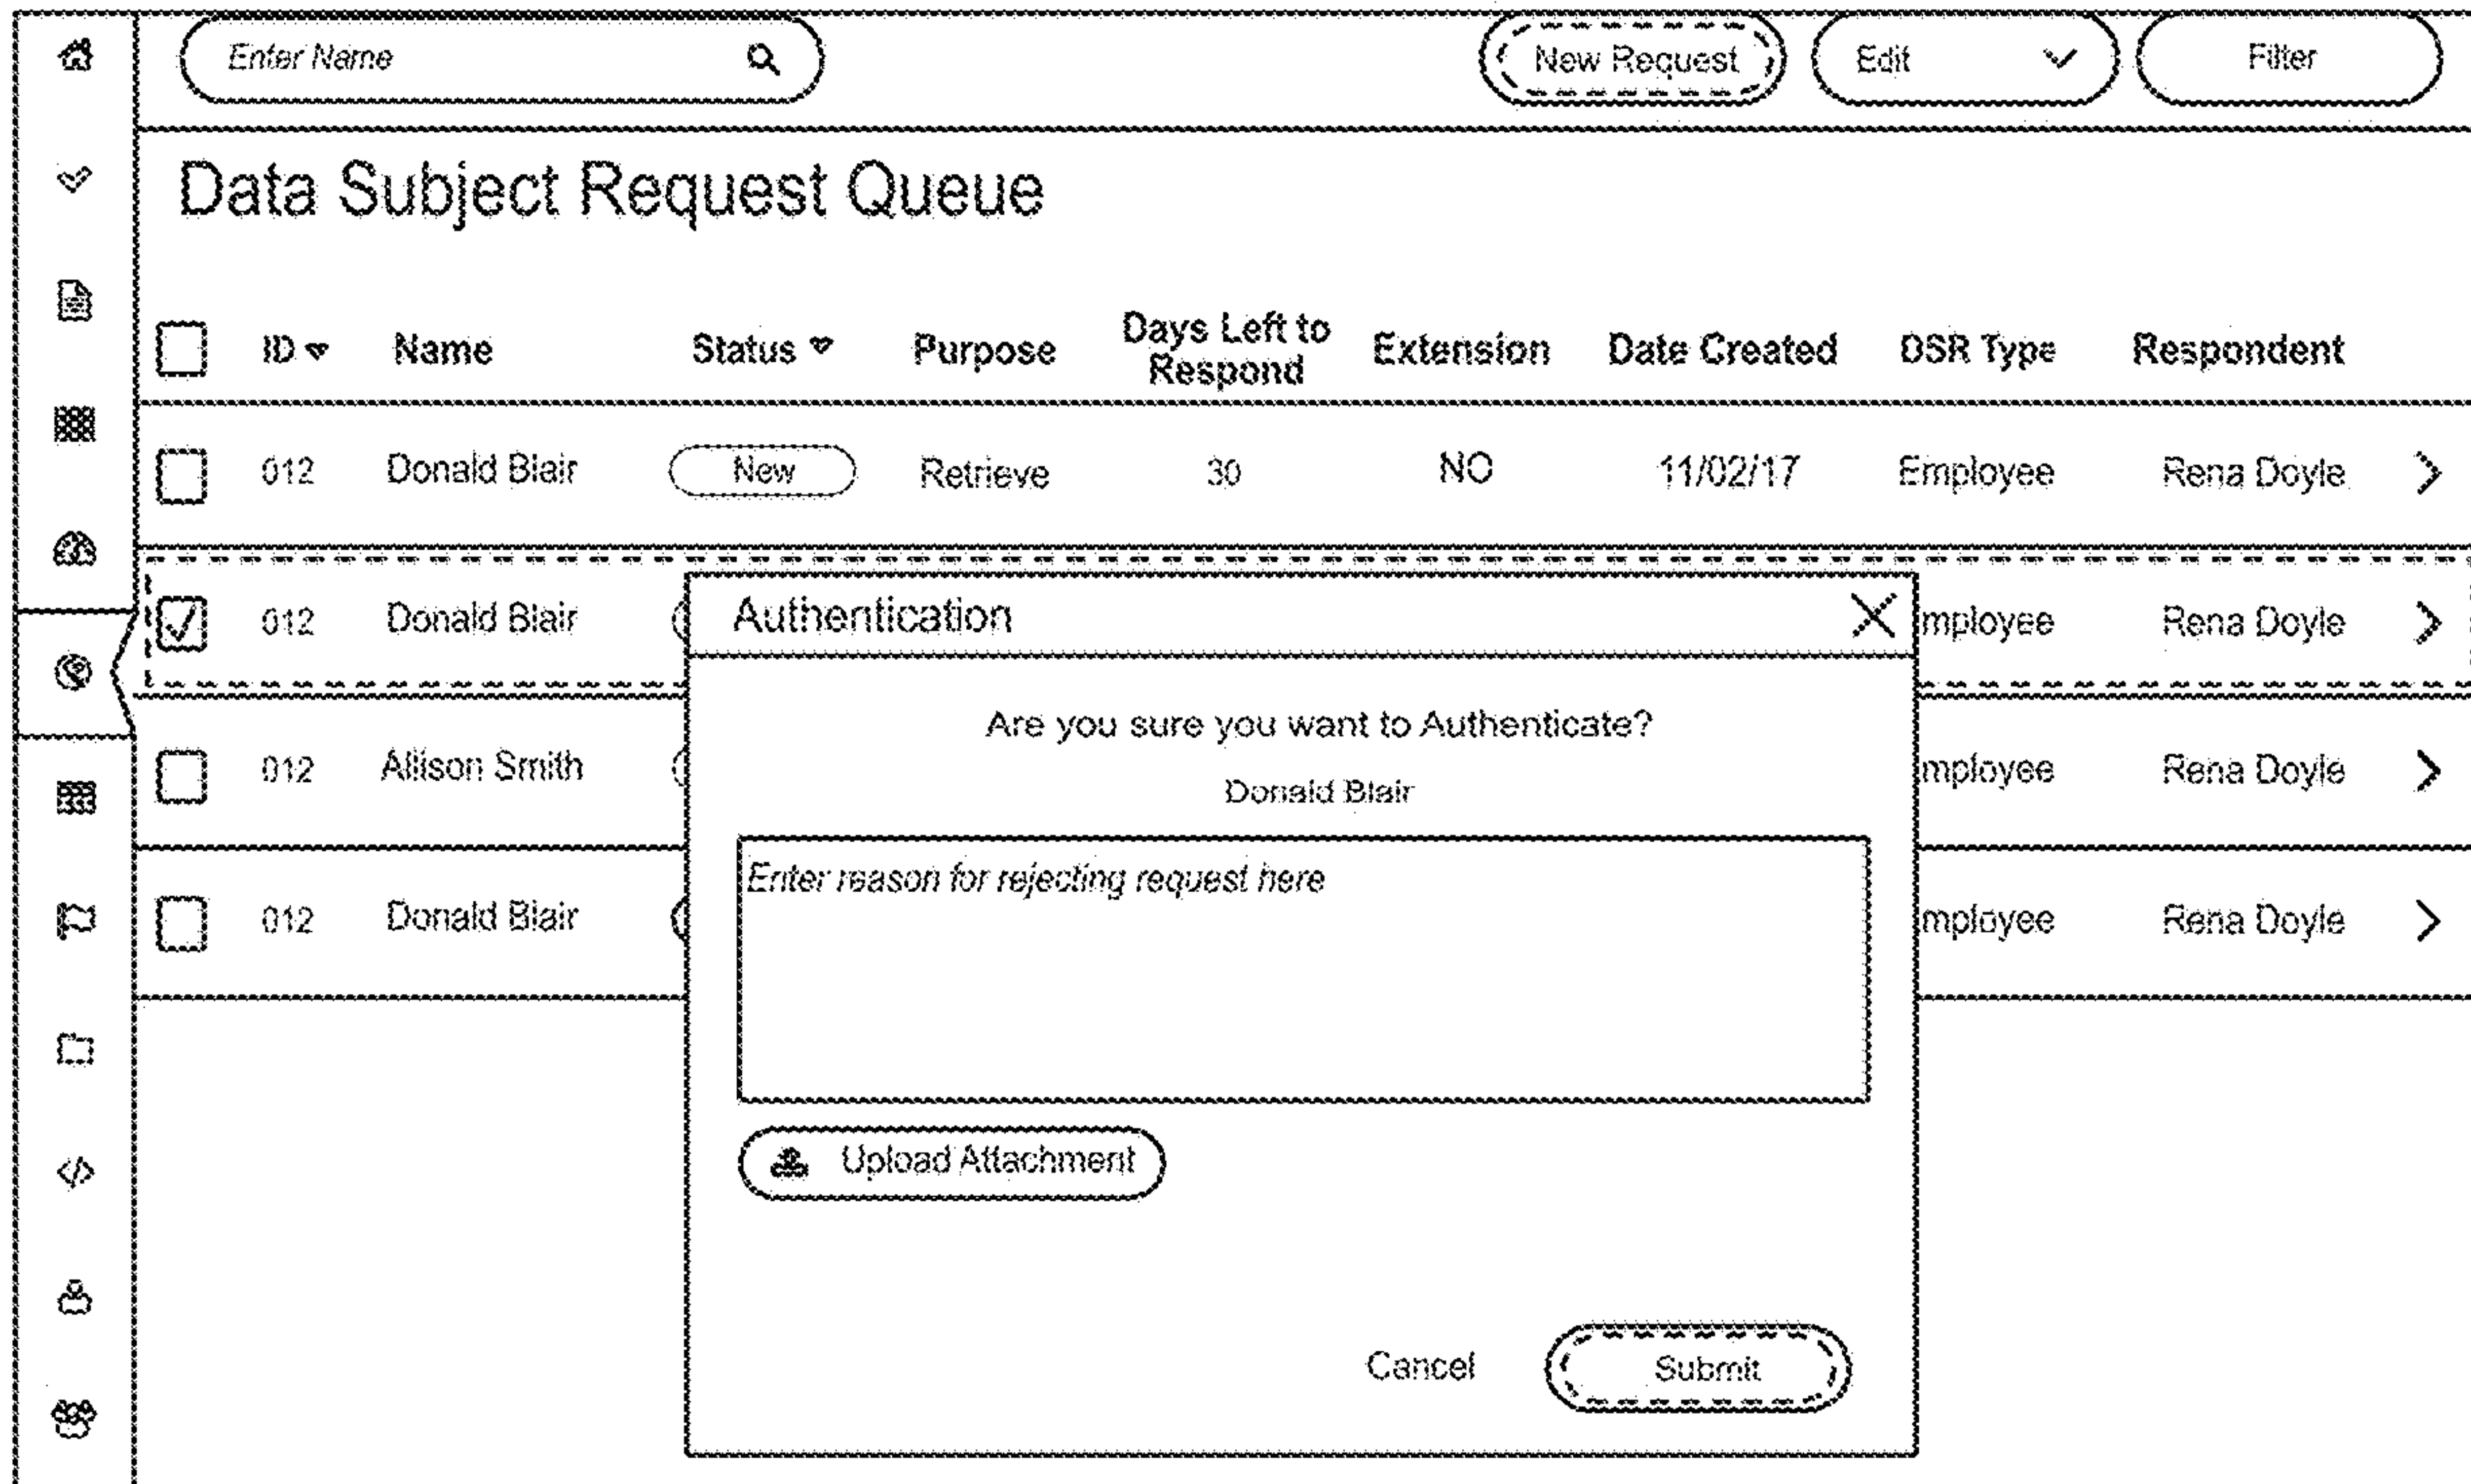 Enter Name New Request Edit Filter
Data Subject Request Queue
ID Name Status Purpose Days Left to Respond Extension Date Created DSR Type Respondent
012 Donald Blair New Retrieve 30 NO 11/02/17 Employee Rena Doyle
012 Donald Blair mployee Rena Doyle
012 Allison Smith mployee Rena Doyle
012 Donald Blair mployee Rena Doyle
Authentication
Are you sure you want to Authenticate?
Donald Blair
Enter reason for rejecting request here
Upload Attachment
Cancel Submit